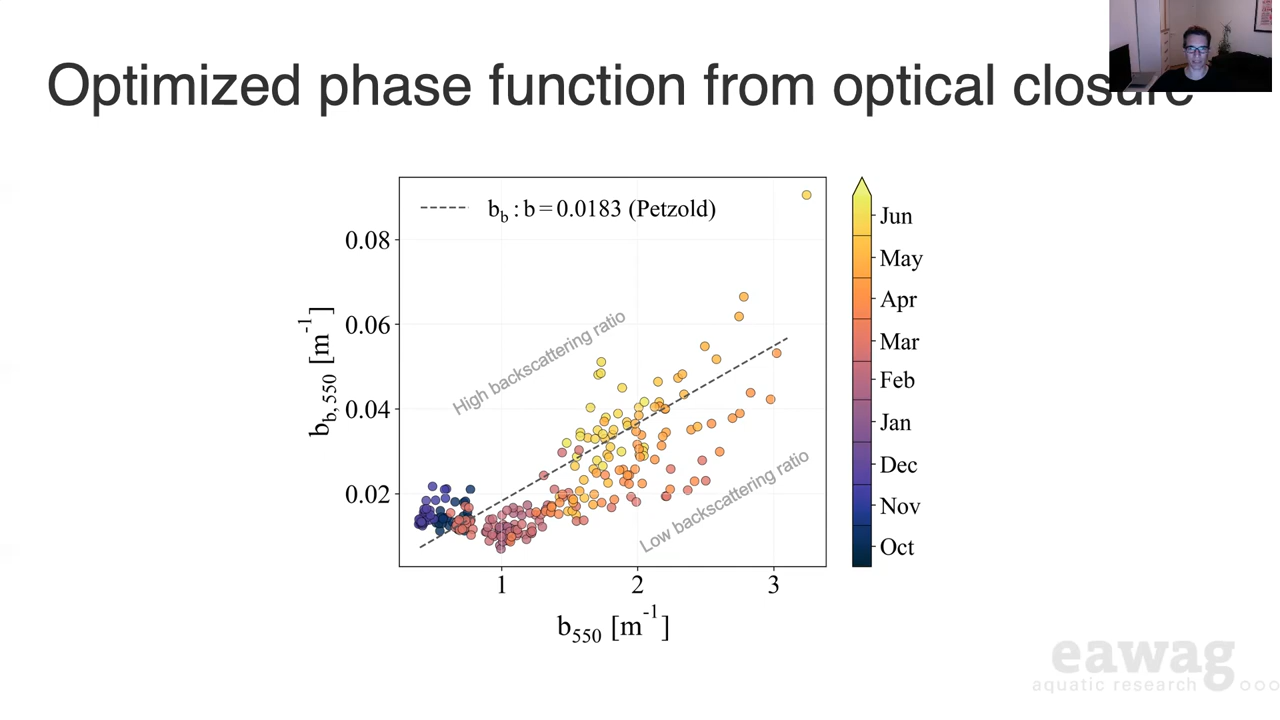 Optimized phase function from optical closure
b_b : b = 0.0183 (Petzold)
High backscattering ratio
Low backscattering ratio
0.08
0.06
0.04
0.02
b_b, 550 [m^-1]
1 2 3
b_550 [m^-1]
Jun
May
Apr
Mar
Feb
Jan
Dec
Nov
Oct
eawag
aquatic research ooo